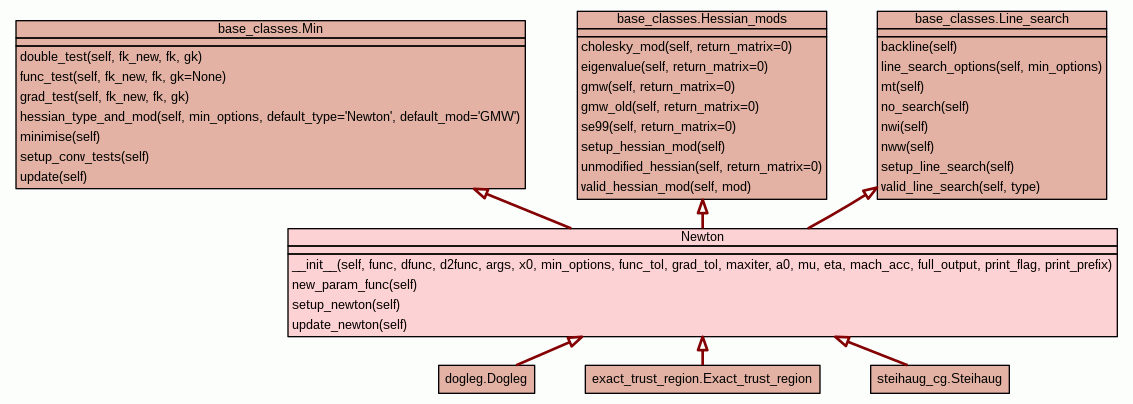 base_classes.Min
double_test(self, fk_new, fk, gk)
func_test(self, fk_new, fk, gk=None)
grad_test(self, fk_new, fk, gk)
hessian_type_and_mod(self, min_options, default_type='Newton', default_mod='GMW')
minimise(self)
setup_conv_tests(self)
update(self)
base_classes.Hessian_mods
cholesky_mod(self, return_matrix=0)
eigenvalue(self, return_matrix=0)
gmw(self, return_matrix=0)
gmw_old(self, return_matrix=0)
se99(self, return_matrix=0)
setup_hessian_mod(self)
unmodified_hessian(self, return_matrix=0)
valid_hessian_mod(self, mod)
base_classes.Line_search
backline(self)
line_search_options(self, min_options)
mt(self)
no_search(self)
nwi(self)
nww(self)
setup_line_search(self)
valid_line_search(self, type)
Newton
__init__(self, func, dfunc, d2func, args, x0, min_options, func_tol, grad_tol, maxiter, a0, mu, eta, mach_acc, full_output, print_flag, print_prefix)
new_param_func(self)
setup_newton(self)
update_newton(self)
dogleg.Dogleg
exact_trust_region.Exact_trust_region
steihaug_cg.Steihaug